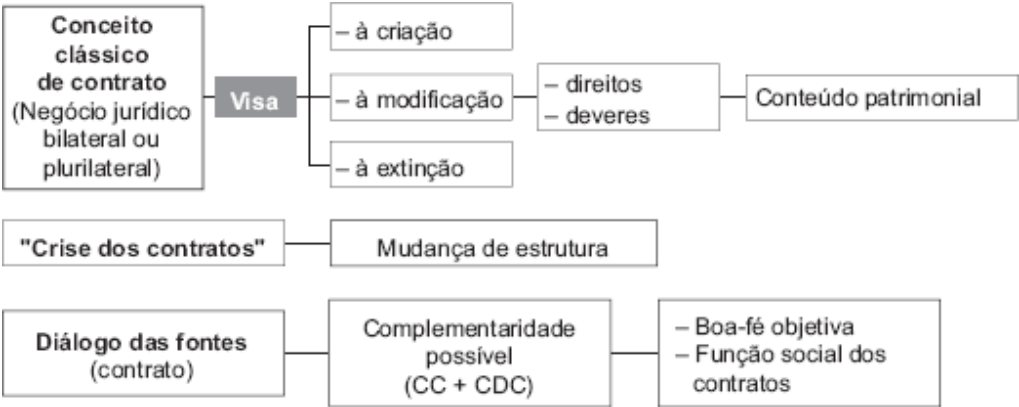 Conceito
clássico
de contrato
(Negócio jurídico
bilateral ou
plurilateral)
Visa
– à criação
– à modificação
– à extinção
– direitos
– deveres
Conteúdo patrimonial
"Crise dos contratos"
Mudança de estrutura
Diálogo das fontes
(contrato)
Complementaridade
possível
(CC + CDC)
– Boa-fé objetiva
– Função social dos
contratos